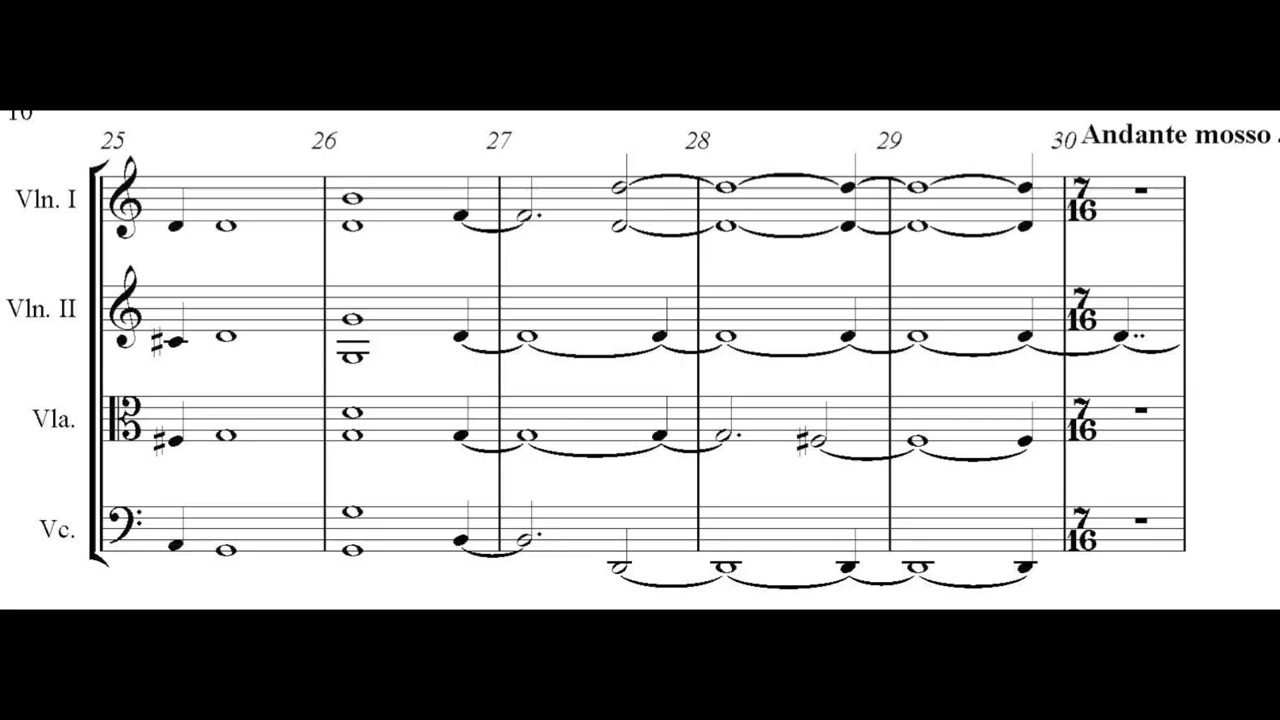 10
25 26 27 28 29 30 Andante mosso
Vln. I 7 16
Vln. II 7 16
Vla. 7 16
Vc. 7 16